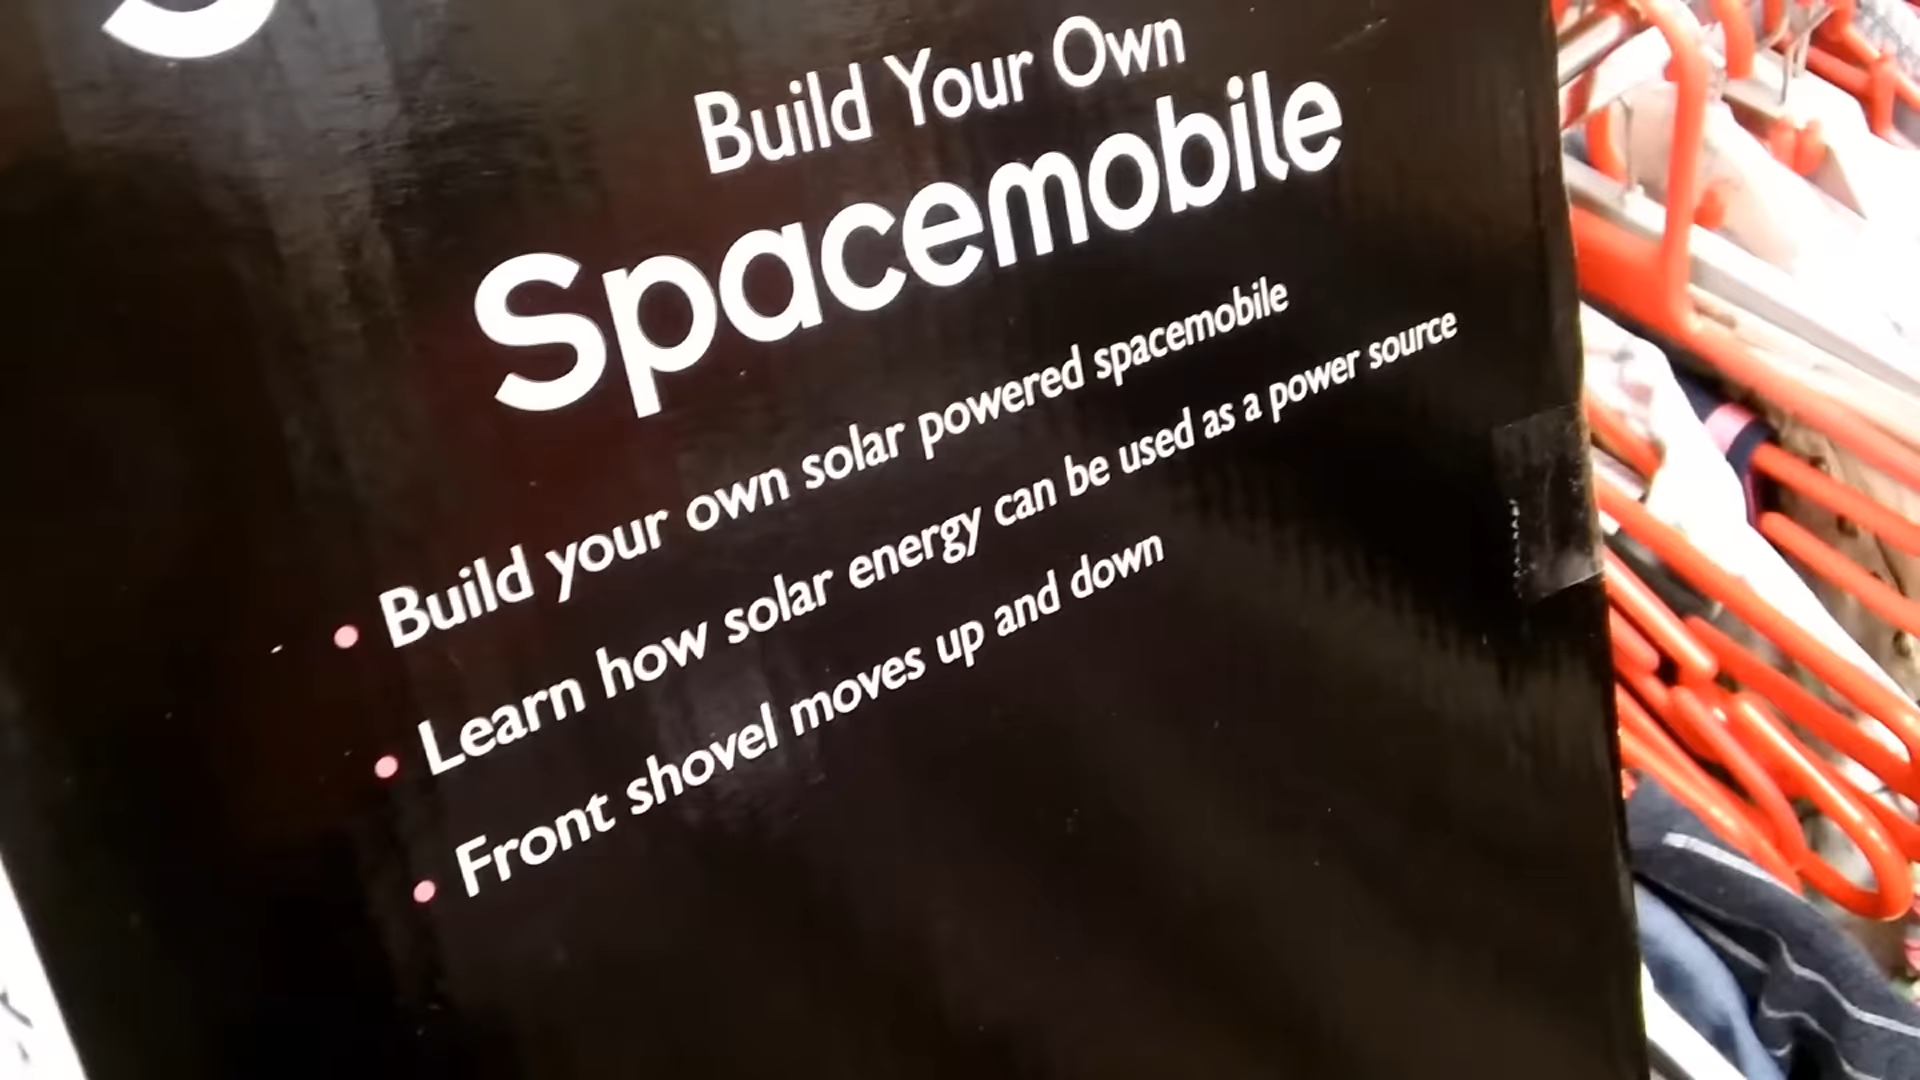 Build Your Own
Spacemobile
• Build your own solar powered spacemobile
• Learn how solar energy can be used as a power source
• Front shovel moves up and down